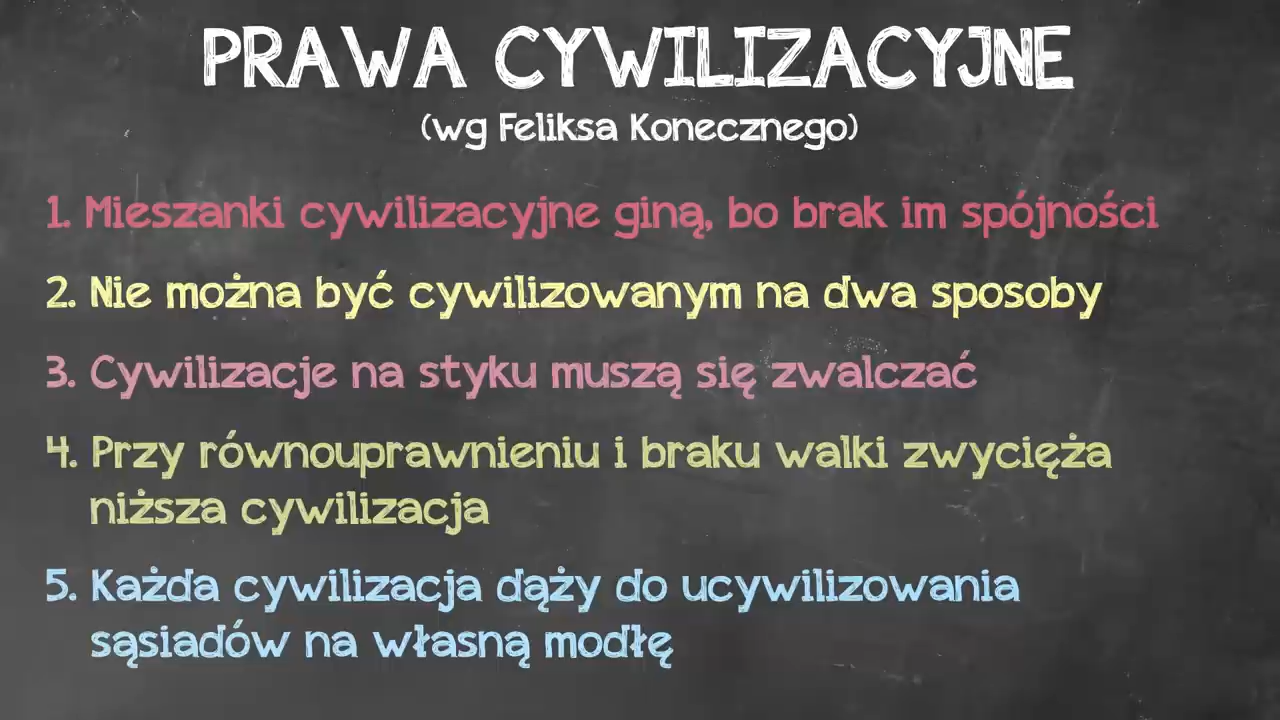 PRAWA CYWILIZACYJNE
(wg Feliksa Konecznego)
1. Mieszanki cywilizacyjne giną, bo brak im spójności
2. Nie można być cywilizowanym na dwa sposoby
3. Cywilizacje na styku muszą się zwalczać
4. Przy równouprawnieniu i braku walki zwycięża
niższa cywilizacja
5. Każda cywilizacja dąży do ucywilizowania
sąsiadów na własną modłę